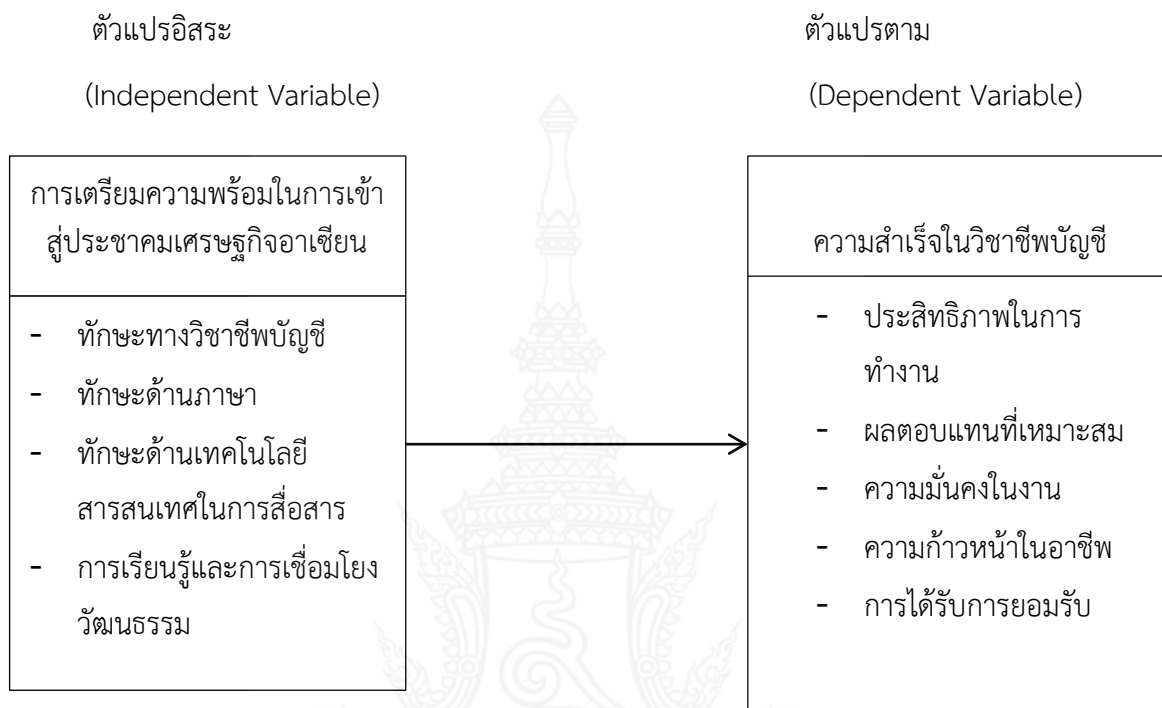 ตัวแปรอิสระ
(Independent Variable)
ตัวแปรตาม
(Dependent Variable)
การเตรียมความพร้อมในการเข้า
สู่ประชาคมเศรษฐกิจอาเซียน
- ทักษะทางวิชาชีพบัญชี
- ทักษะด้านภาษา
- ทักษะด้านเทคโนโลยี
สารสนเทศในการสื่อสาร
- การเรียนรู้และการเชื่อมโยง
วัฒนธรรม
ความสำเร็จในวิชาชีพบัญชี
- ประสิทธิภาพในการ
ทำงาน
- ผลตอบแทนที่เหมาะสม
- ความมั่นคงในงาน
- ความก้าวหน้าในอาชีพ
- การได้รับการยอมรับ